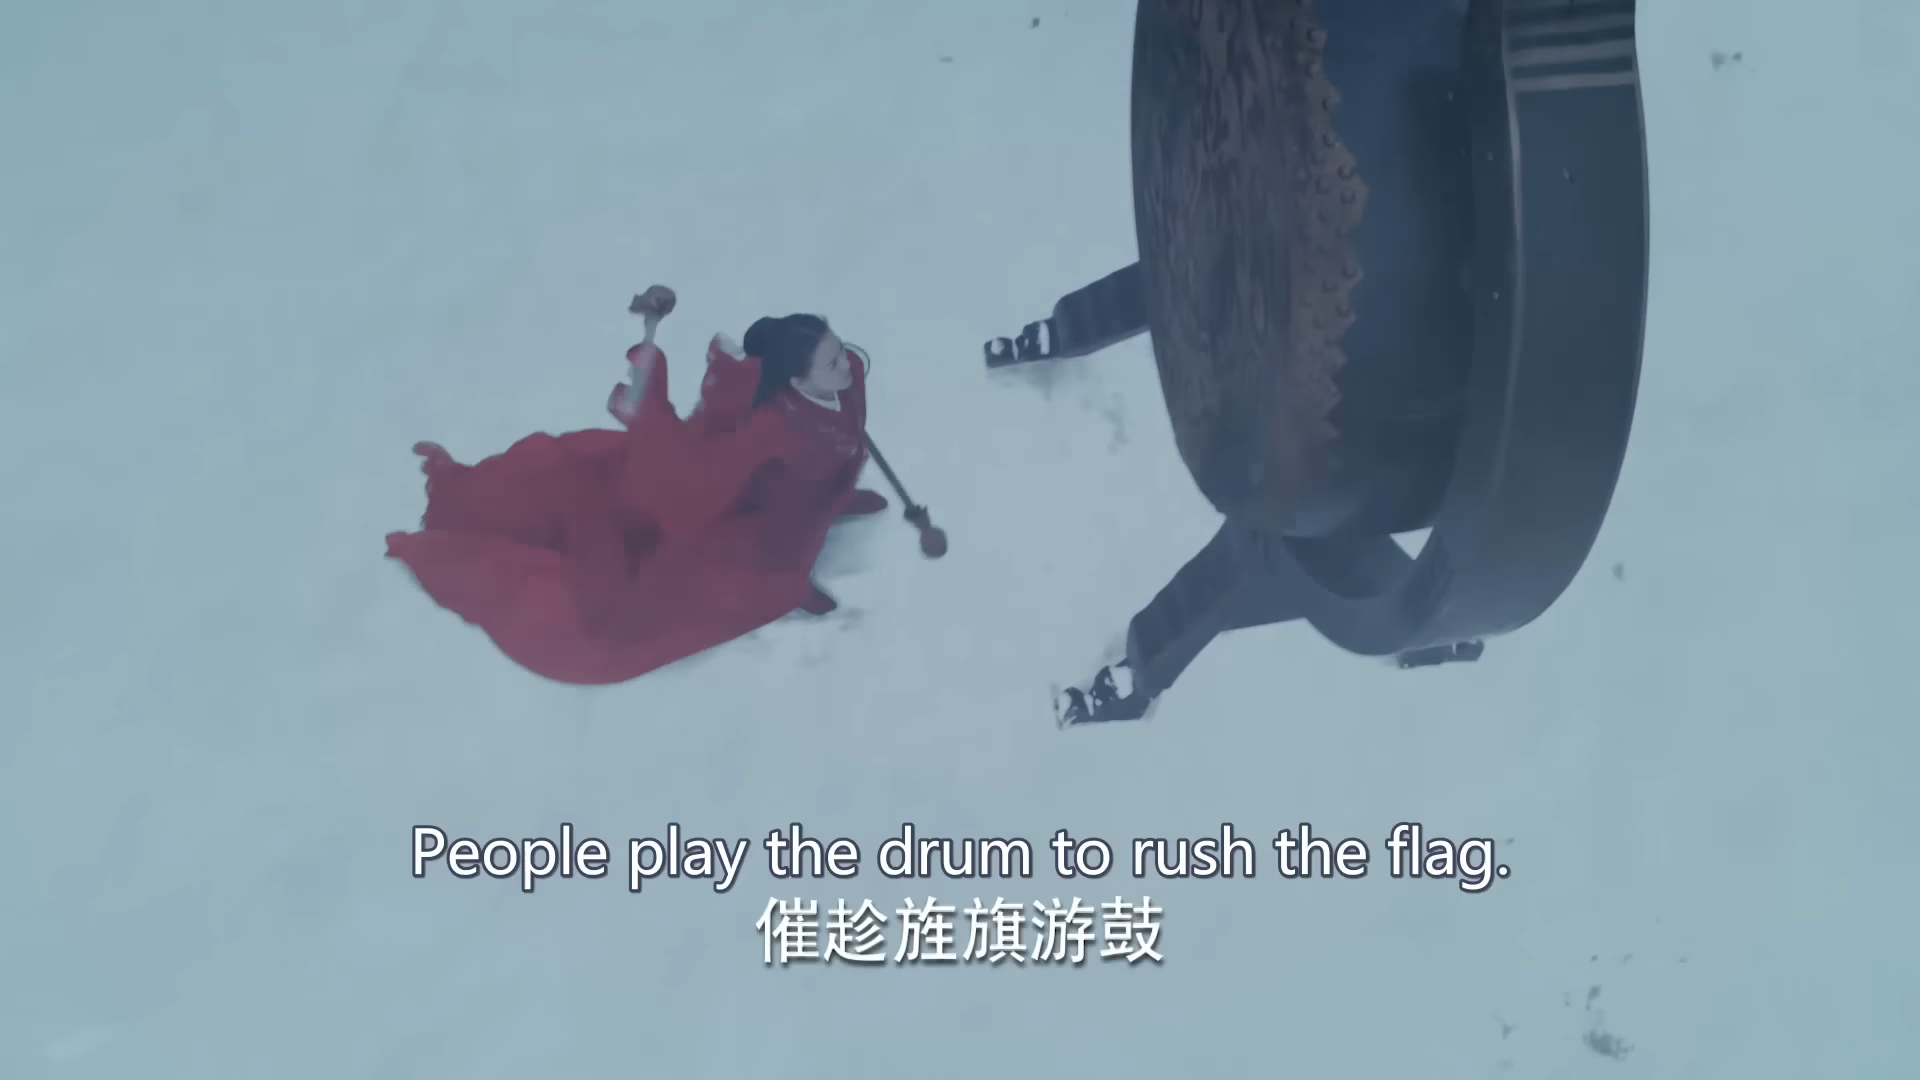 People play the drum to rush the flag.
催趁旌旗游鼓